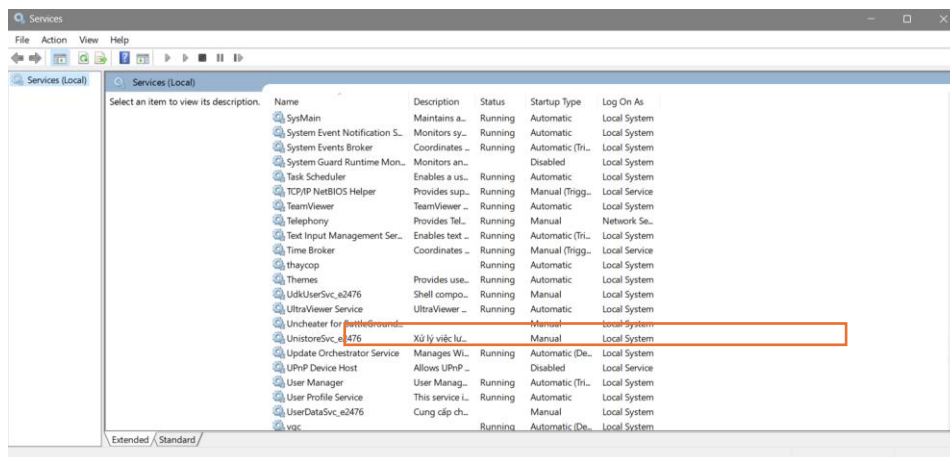 Services
File Action View Help
Services (Local)
Services (Local)
Select an item to view its description.
Name Description Status Startup Type Log On As
SysMain Maintains a... Running Automatic Local System
System Event Notification S... Monitors sy... Running Automatic Local System
System Events Broker Coordinates ... Running Automatic (Tri... Local System
System Guard Runtime Mon... Monitors an... Disabled Local System
Task Scheduler Enables a us... Running Automatic Local System
TCP/IP NetBIOS Helper Provides sup... Running Manual (Trigg... Local Service
TeamViewer TeamViewer ... Running Automatic Local System
Telephony Provides Tel... Running Manual Network Se...
Text Input Management Ser... Enables text ... Running Automatic (Tri... Local System
Time Broker Coordinates ... Running Manual (Trigg... Local Service
thaycop Running Automatic Local System
Themes Provides use... Running Automatic Local System
UdkUserSvc_e2476 Shell compo... Running Manual Local System
UltraViewer Service UltraViewer ... Running Automatic Local System
Uncheater for BattleGround... Manual Local System
UnistoreSvc_e2476 Xử lý việc lư... Manual Local System
Update Orchestrator Service Manages Wi... Running Automatic (De... Local System
UPnP Device Host Allows UPnP ... Disabled Local Service
User Manager User Manag... Running Automatic (Tri... Local System
User Profile Service This service i... Running Automatic Local System
UserDataSvc_e2476 Cung cấp ch... Manual Local System
vgc Running Automatic (De... Local System
Extended Standard